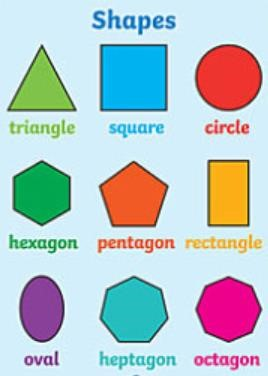 Shapes
triangle square circle
hexagon pentagon rectangle
oval heptagon octagon